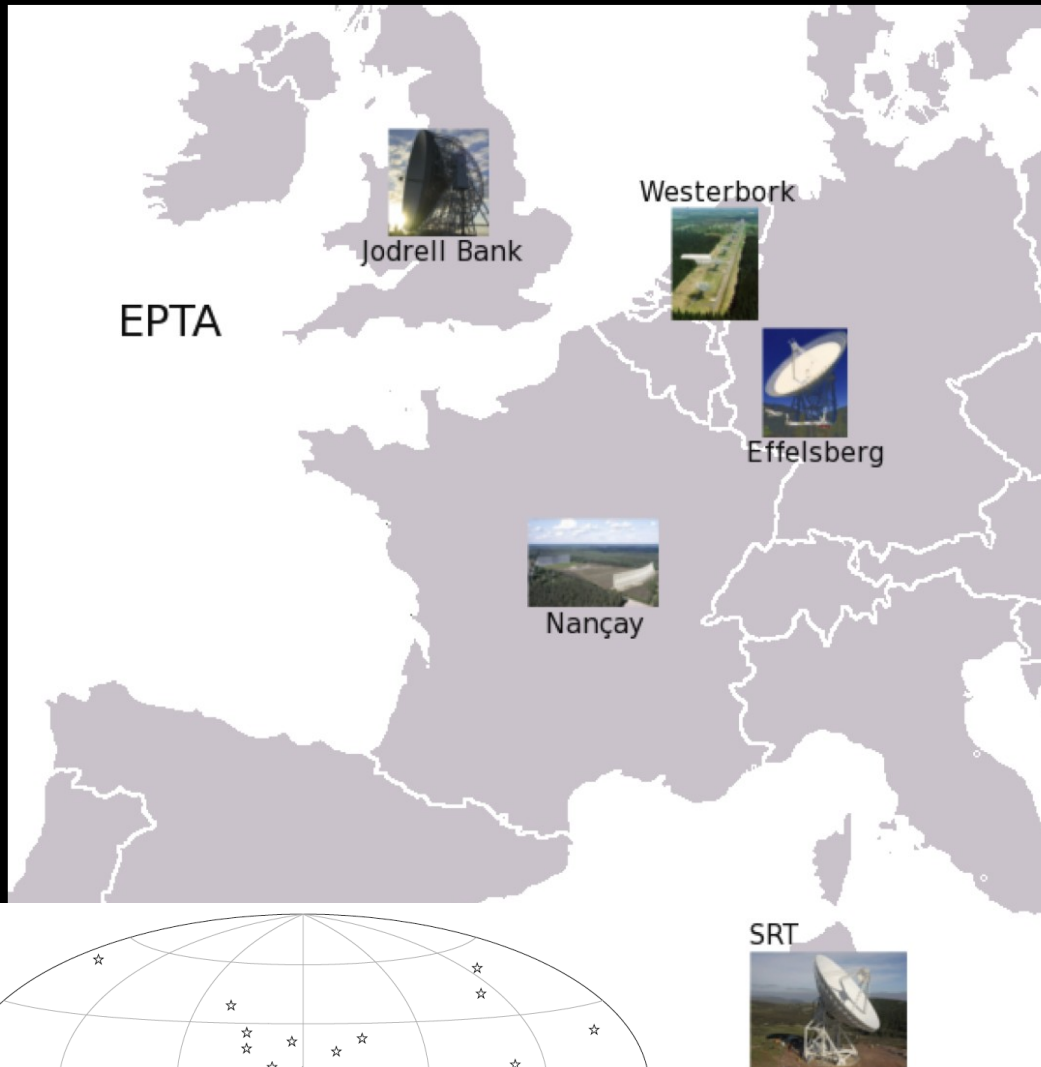 Westerbork
Jodrell Bank
EPTA
Effelsberg
Nançay
SRT